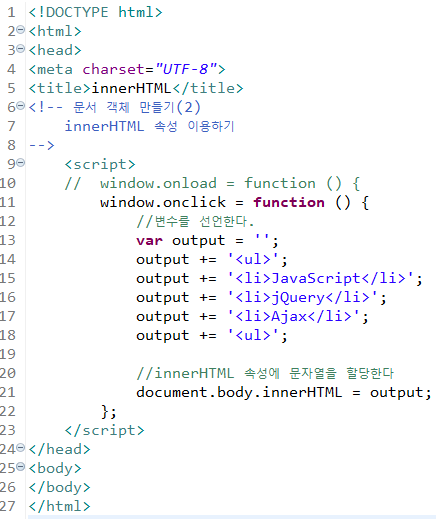 1 <!DOCTYPE html>
2 <html>
3 <head>
4 <meta charset="UTF-8">
5 <title>innerHTML</title>
6 <!-- 문서 객체 만들기(2)
7     innerHTML 속성 이용하기
8 -->
9     <script>
10     //  window.onload = function () {
11         window.onclick = function () {
12             //변수를 선언한다.
13             var output = '';
14             output += '<ul>';
15             output += '<li>JavaScript</li>';
16             output += '<li>jQuery</li>';
17             output += '<li>Ajax</li>';
18             output += '<ul>';
19
20             //innerHTML 속성에 문자열을 할당한다
21             document.body.innerHTML = output;
22         };
23     </script>
24 </head>
25 <body>
26 </body>
27 </html>